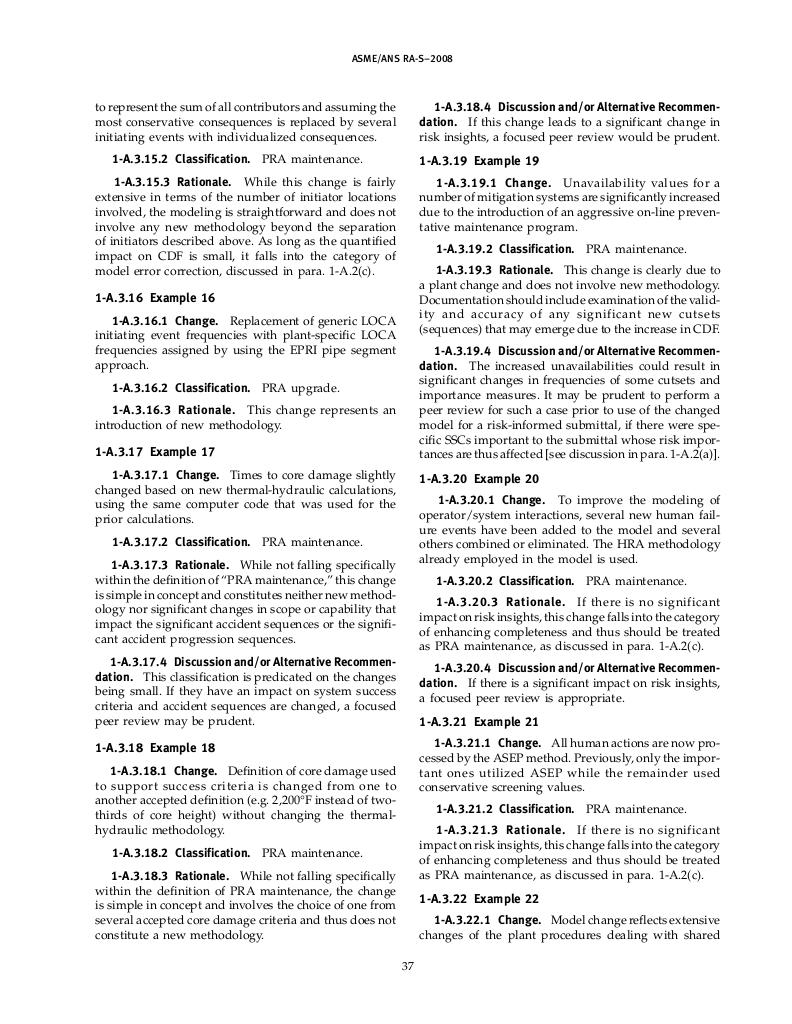 ASME/ANS RA-S–2008
to represent the sum of all contributors and assuming the
most conservative consequences is replaced by several
initiating events with individualized consequences.
1-A.3.15.2 Classification. PRA maintenance.
1-A.3.15.3 Rationale. While this change is fairly
extensive in terms of the number of initiator locations
involved, the modeling is straightforward and does not
involve any new methodology beyond the separation
of initiators described above. As long as the quantified
impact on CDF is small, it falls into the category of
model error correction, discussed in para. 1-A.2(c).
1-A.3.16 Example 16
1-A.3.16.1 Change. Replacement of generic LOCA
initiating event frequencies with plant-specific LOCA
frequencies assigned by using the EPRI pipe segment
approach.
1-A.3.16.2 Classification. PRA upgrade.
1-A.3.16.3 Rationale. This change represents an
introduction of new methodology.
1-A.3.17 Example 17
1-A.3.17.1 Change. Times to core damage slightly
changed based on new thermal-hydraulic calculations,
using the same computer code that was used for the
prior calculations.
1-A.3.17.2 Classification. PRA maintenance.
1-A.3.17.3 Rationale. While not falling specifically
within the definition of “PRA maintenance,” this change
is simple in concept and constitutes neither new method-
ology nor significant changes in scope or capability that
impact the significant accident sequences or the signifi-
cant accident progression sequences.
1-A.3.17.4 Discussion and/or Alternative Recommen-
dation. This classification is predicated on the changes
being small. If they have an impact on system success
criteria and accident sequences are changed, a focused
peer review may be prudent.
1-A.3.18 Example 18
1-A.3.18.1 Change. Definition of core damage used
to support success criteria is changed from one to
another accepted definition (e.g. 2,200°F instead of two-
thirds of core height) without changing the thermal-
hydraulic methodology.
1-A.3.18.2 Classification. PRA maintenance.
1-A.3.18.3 Rationale. While not falling specifically
within the definition of PRA maintenance, the change
is simple in concept and involves the choice of one from
several accepted core damage criteria and thus does not
constitute a new methodology.
1-A.3.18.4 Discussion and/or Alternative Recommen-
dation. If this change leads to a significant change in
risk insights, a focused peer review would be prudent.
1-A.3.19 Example 19
1-A.3.19.1 Change. Unavailability values for a
number of mitigation systems are significantly increased
due to the introduction of an aggressive on-line preven-
tative maintenance program.
1-A.3.19.2 Classification. PRA maintenance.
1-A.3.19.3 Rationale. This change is clearly due to
a plant change and does not involve new methodology.
Documentation should include examination of the valid-
ity and accuracy of any significant new cutsets
(sequences) that may emerge due to the increase in CDF.
1-A.3.19.4 Discussion and/or Alternative Recommen-
dation. The increased unavailabilities could result in
significant changes in frequencies of some cutsets and
importance measures. It may be prudent to perform a
peer review for such a case prior to use of the changed
model for a risk-informed submittal, if there were spe-
cific SSCs important to the submittal whose risk impor-
tances are thus affected [see discussion in para. 1-A.2(a)].
1-A.3.20 Example 20
1-A.3.20.1 Change. To improve the modeling of
operator/system interactions, several new human fail-
ure events have been added to the model and several
others combined or eliminated. The HRA methodology
already employed in the model is used.
1-A.3.20.2 Classification. PRA maintenance.
1-A.3.20.3 Rationale. If there is no significant
impact on risk insights, this change falls into the category
of enhancing completeness and thus should be treated
as PRA maintenance, as discussed in para. 1-A.2(c).
1-A.3.20.4 Discussion and/or Alternative Recommen-
dation. If there is a significant impact on risk insights,
a focused peer review is appropriate.
1-A.3.21 Example 21
1-A.3.21.1 Change. All human actions are now pro-
cessed by the ASEP method. Previously, only the impor-
tant ones utilized ASEP while the remainder used
conservative screening values.
1-A.3.21.2 Classification. PRA maintenance.
1-A.3.21.3 Rationale. If there is no significant
impact on risk insights, this change falls into the category
of enhancing completeness and thus should be treated
as PRA maintenance, as discussed in para. 1-A.2(c).
1-A.3.22 Example 22
1-A.3.22.1 Change. Model change reflects extensive
changes of the plant procedures dealing with shared
37